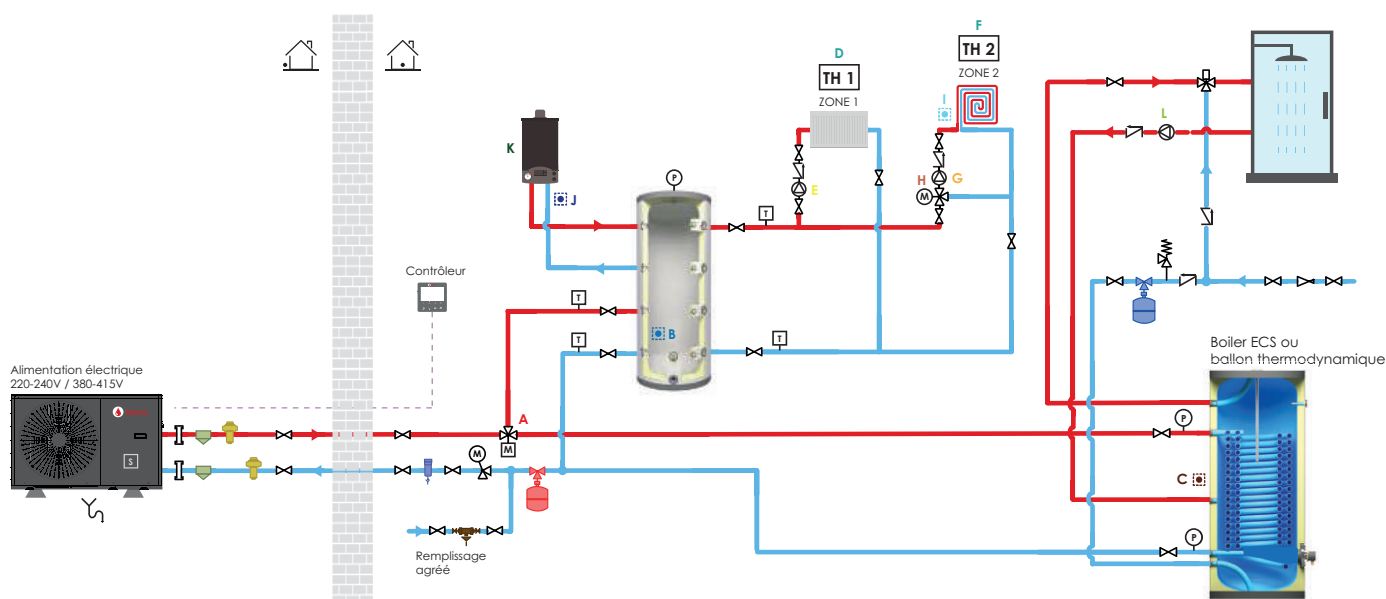 F
D
TH 2
TH 1
ZONE 2
ZONE 1
I
L
K
P
H
G
M
E
J
T
Contrôleur
T
B
T
T
Boiler ECS ou
ballon thermodynamique
Alimentation électrique
220-240V / 380-415V
A
P
M
M
S
C
P
Remplissage
agréé